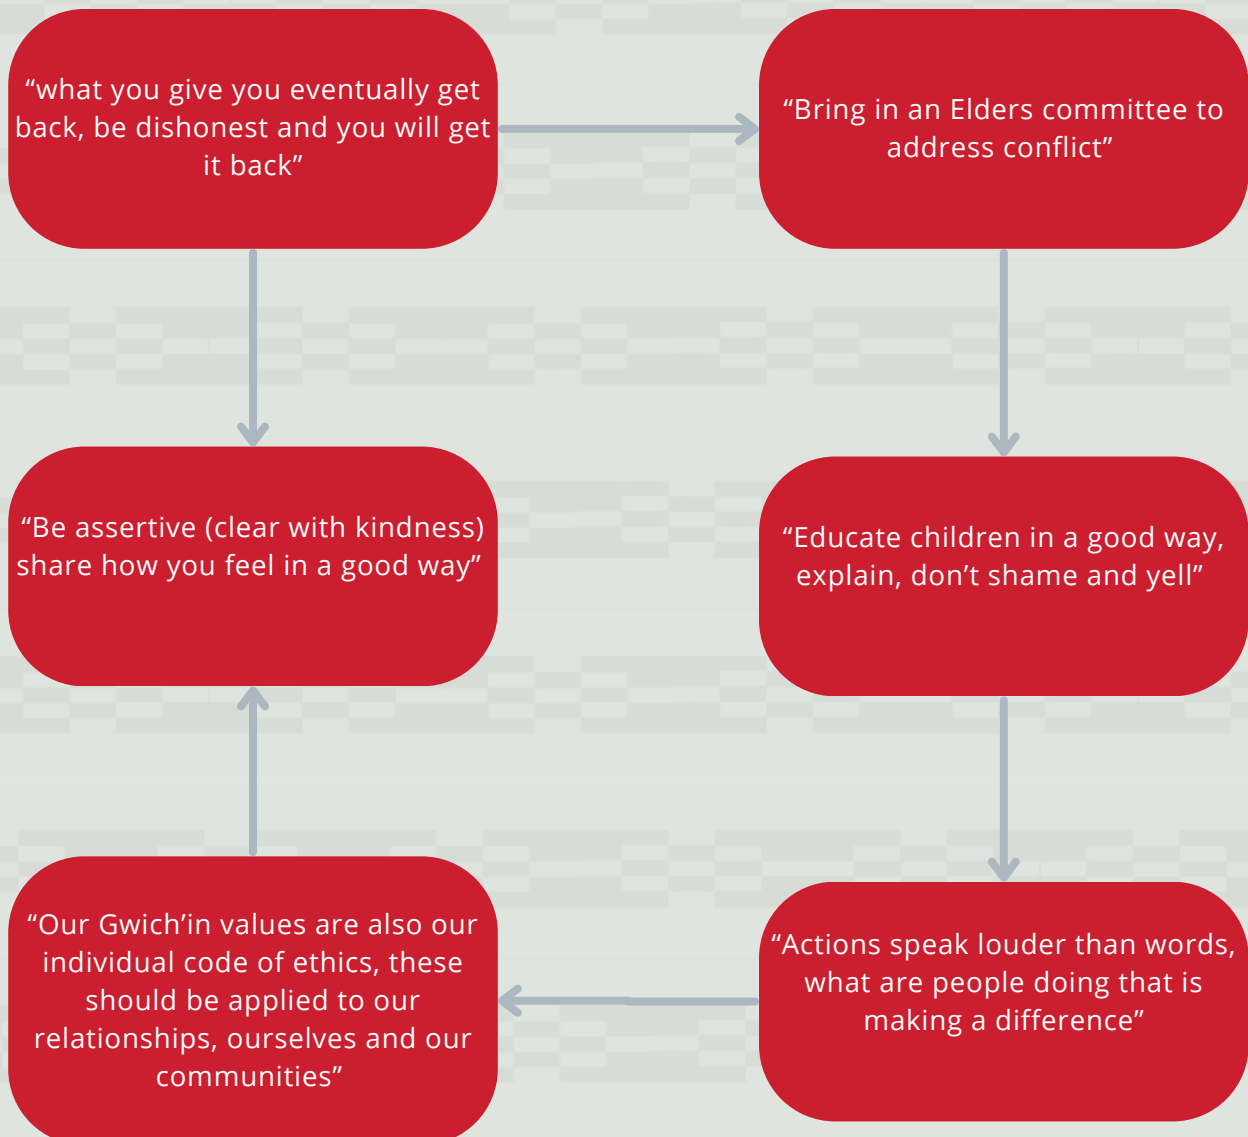 “what you give you eventually get
back, be dishonest and you will get
it back”
“Bring in an Elders committee to
address conflict”
“Be assertive (clear with kindness)
share how you feel in a good way”
“Educate children in a good way,
explain, don’t shame and yell”
“Our Gwich’in values are also our
individual code of ethics, these
should be applied to our
relationships, ourselves and our
communities”
“Actions speak louder than words,
what are people doing that is
making a difference”